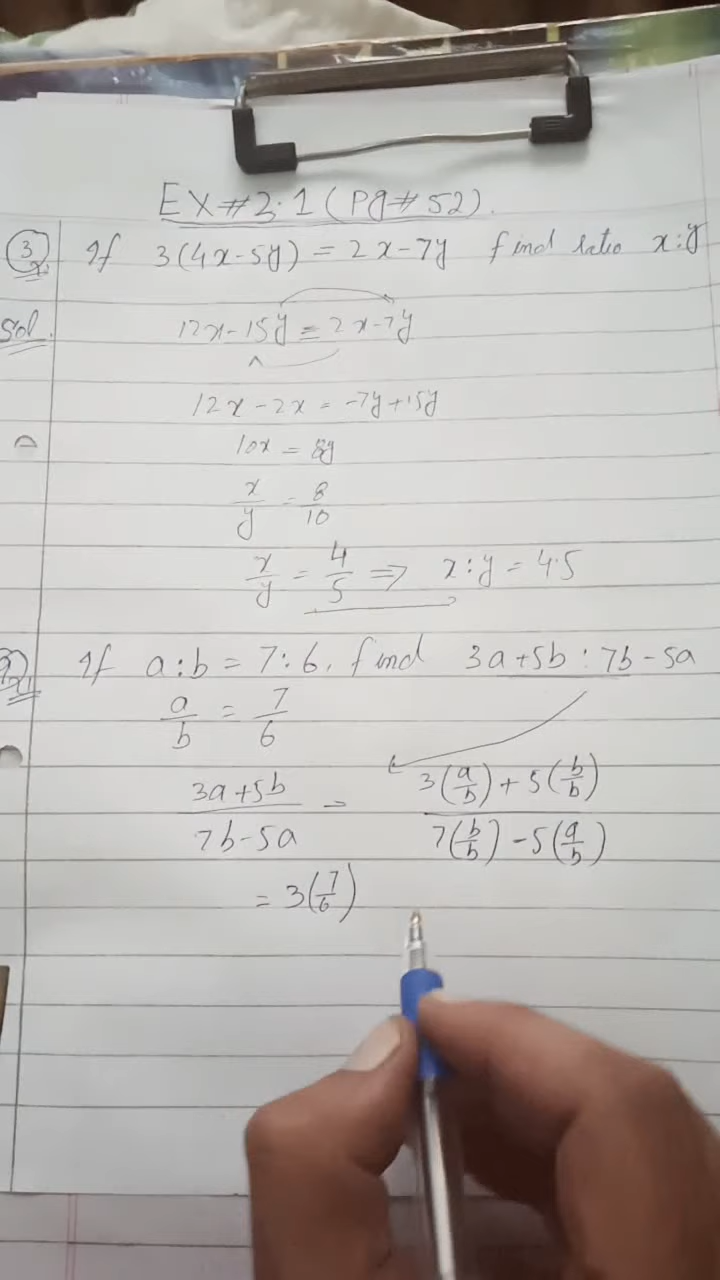 EX#2.1 (Pg#52).
3 If 3(4x-5y) = 2x-7y find ratio x:y
Sol. 12x-15y = 2x-7y
12x-2x = -7y+15y
10x = 8y
x/y = 8/10
x/y = 4/5 ⇒ x:y = 4.5
If a:b = 7:6, find 3a+5b : 7b-5a
a/b = 7/6
3a+5b/7b-5a = 3(a/b)+5(b/b)/7(b/b)-5(a/b)
= 3(7/6)